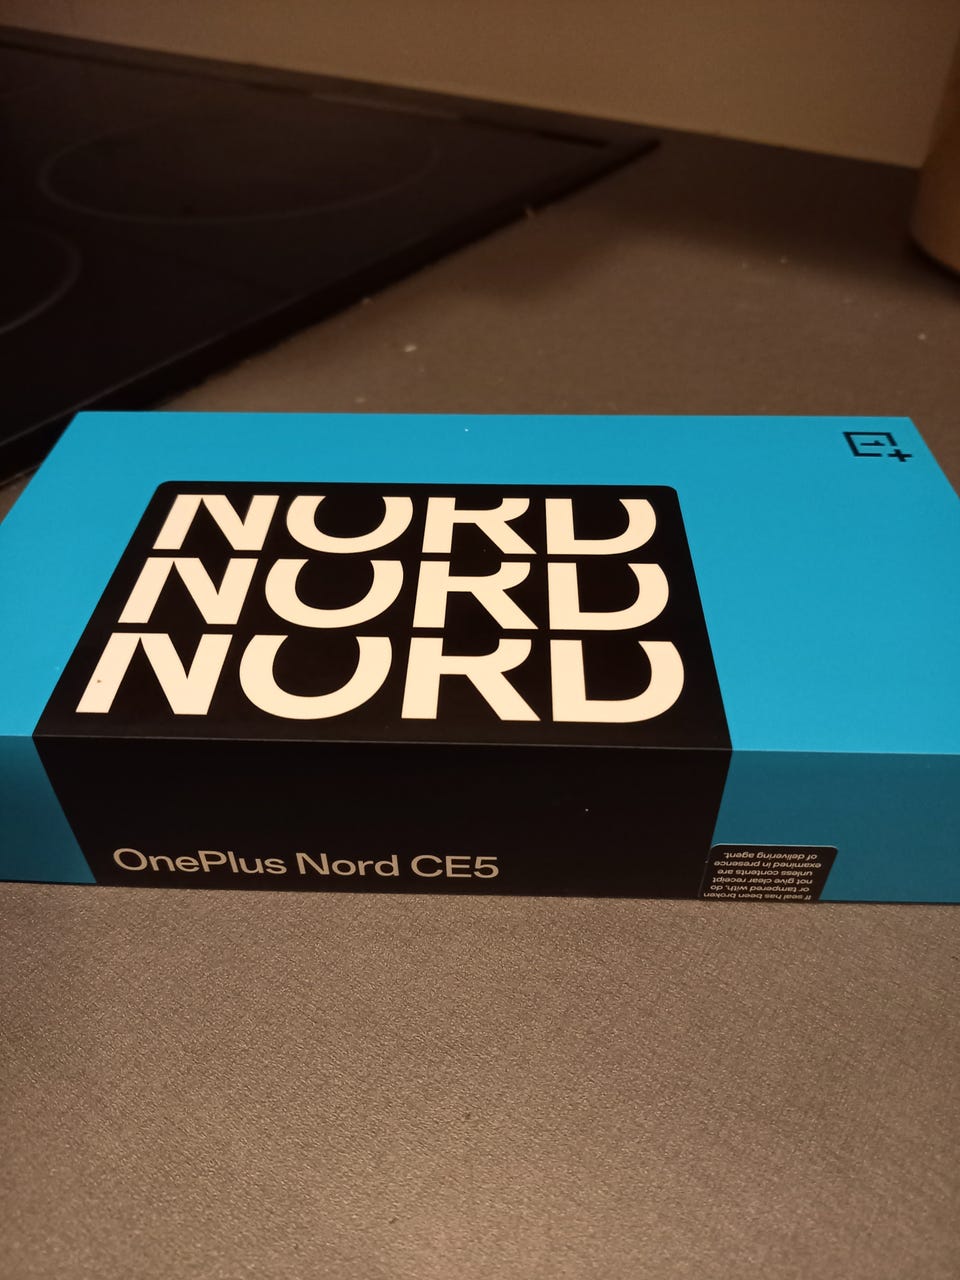 NORD
NORD
NORD
OnePlus Nord CE5
If seal has been broken
or tampered with, do
not give clear receipt
unless contents are
examined in presence
of delivering agent.